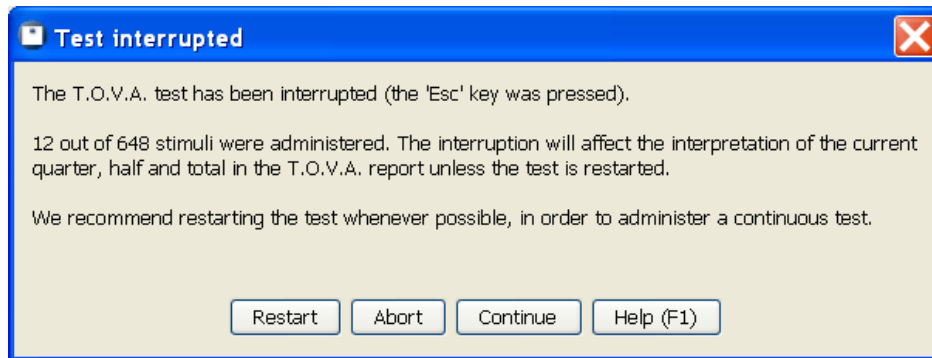 Test interrupted
The T.O.V.A. test has been interrupted (the 'Esc' key was pressed).
12 out of 648 stimuli were administered. The interruption will affect the interpretation of the current
quarter, half and total in the T.O.V.A. report unless the test is restarted.
We recommend restarting the test whenever possible, in order to administer a continuous test.
Restart Abort Continue Help (F1)